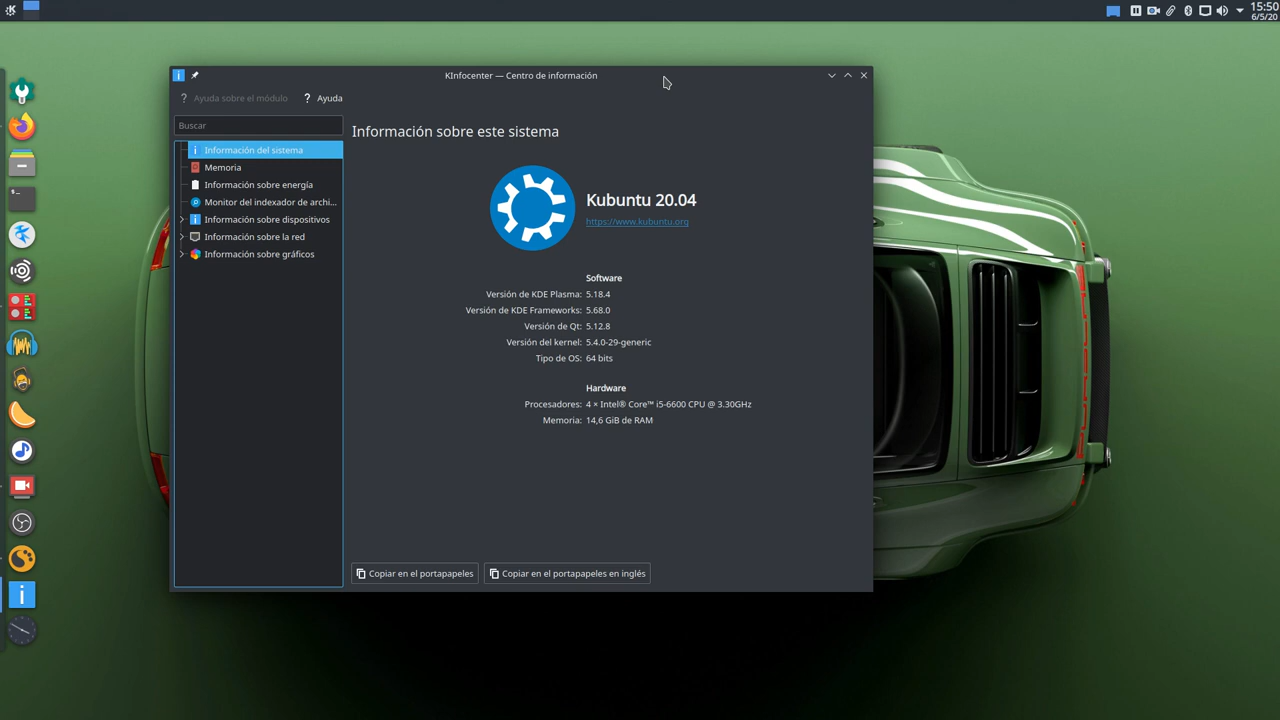 15:50
6/5/20
KInfocenter — Centro de información
? Ayuda sobre el módulo ? Ayuda
Buscar
Información del sistema
Memoria
Información sobre energía
Monitor del indexador de archi...
Información sobre dispositivos
Información sobre la red
Información sobre gráficos
Información sobre este sistema
Kubuntu 20.04
https://www.kubuntu.org
Software
Versión de KDE Plasma: 5.18.4
Versión de KDE Frameworks: 5.68.0
Versión de Qt: 5.12.8
Versión del kernel: 5.4.0-29-generic
Tipo de OS: 64 bits
Hardware
Procesadores: 4 × Intel® Core™ i5-6600 CPU @ 3.30GHz
Memoria: 14,6 GiB de RAM
Copiar en el portapapeles
Copiar en el portapapeles en inglés